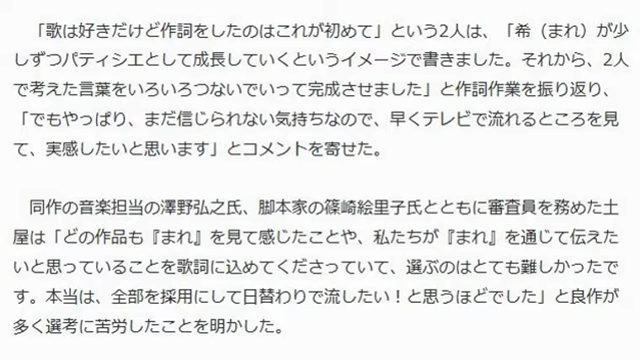 「歌は好きだけど作詞をしたのはこれが初めて」という2人は、「希（まれ）が少
しずつパティシエとして成長していくというイメージで書きました。それから、2人
で考えた言葉をいろいろつないでいって完成させました」と作詞作業を振り返り、
「でもやっぱり、まだ信じられない気持ちなので、早くテレビで流れるところを見
て、実感したいと思います」とコメントを寄せた。
同作の音楽担当の澤野弘之氏、脚本家の篠﨑絵里子氏とともに審査員を務めた土
屋は「どの作品も『まれ』を見て感じたことや、私たちが『まれ』を通じて伝えた
いと思っていることを歌詞に込めてくださっていて、選ぶのはとても難しかったで
す。本当は、全部を採用にして日替わりで流したい！と思うほどでした」と良作が
多く選考に苦労したことを明かした。